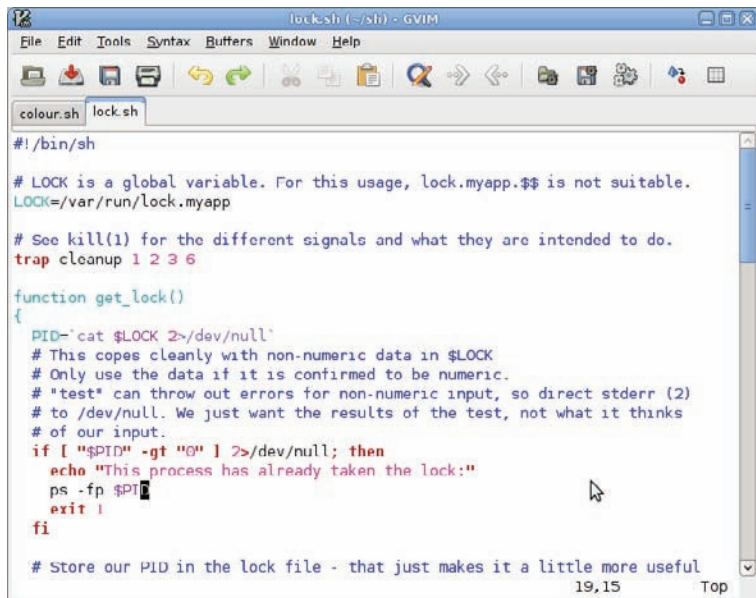 lock.sh (~/sh) - GVIM
File Edit Tools Syntax Buffers Window Help
colour.sh lock.sh
#!/bin/sh
# LOCK is a global variable. For this usage, lock.myapp.$$ is not suitable.
LOCK=/var/run/lock.myapp
# See kill(1) for the different signals and what they are intended to do.
trap cleanup 1 2 3 6
function get_lock()
{
PID=`cat $LOCK 2>/dev/null`
# This copes cleanly with non-numeric data in $LOCK
# Only use the data if it is confirmed to be numeric.
# "test" can throw out errors for non-numeric input, so direct stderr (2)
# to /dev/null. We just want the results of the test, not what it thinks
# of our input.
if [ "$PID" -gt "0" ] 2>/dev/null; then
echo "This process has already taken the lock:"
ps -fp $PID
exit 1
fi
# Store our PID in the lock file - that just makes it a little more useful
19,15 Top